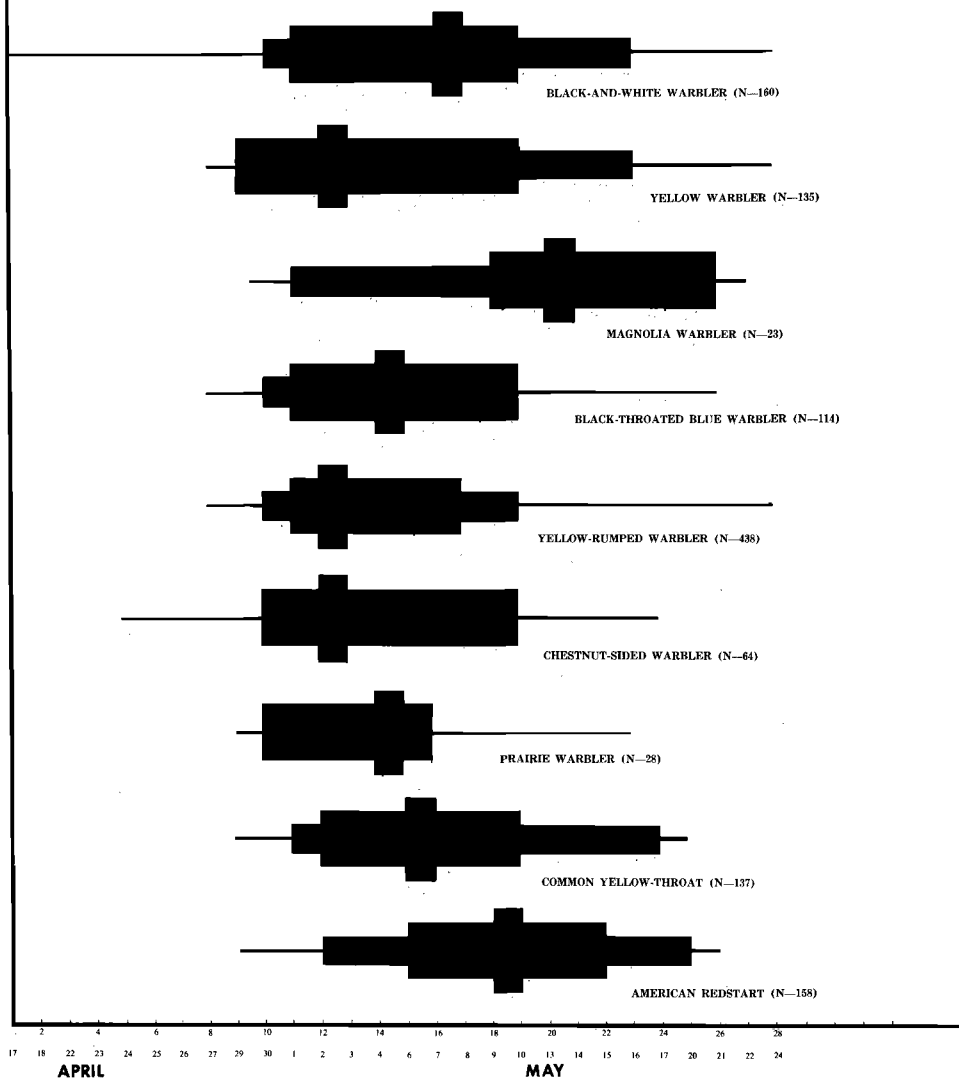 BLACK-AND-WHITE WARBLER (N—160)
YELLOW WARBLER (N—135)
MAGNOLIA WARBLER (N—23)
BLACK-THROATED BLUE WARBLER (N—114)
YELLOW-RUMPED WARBLER (N—438)
CHESTNUT-SIDED WARBLER (N—64)
PRAIRIE WARBLER (N—28)
COMMON YELLOW-THROAT (N—137)
AMERICAN REDSTART (N—158)
2 4 6 8 10 12 14 16 18 20 22 24 26 28
17 18 22 23 24 25 26 27 29 30 1 2 3 4 6 7 8 9 10 13 14 15 16 17 20 21 22 24
APRIL MAY